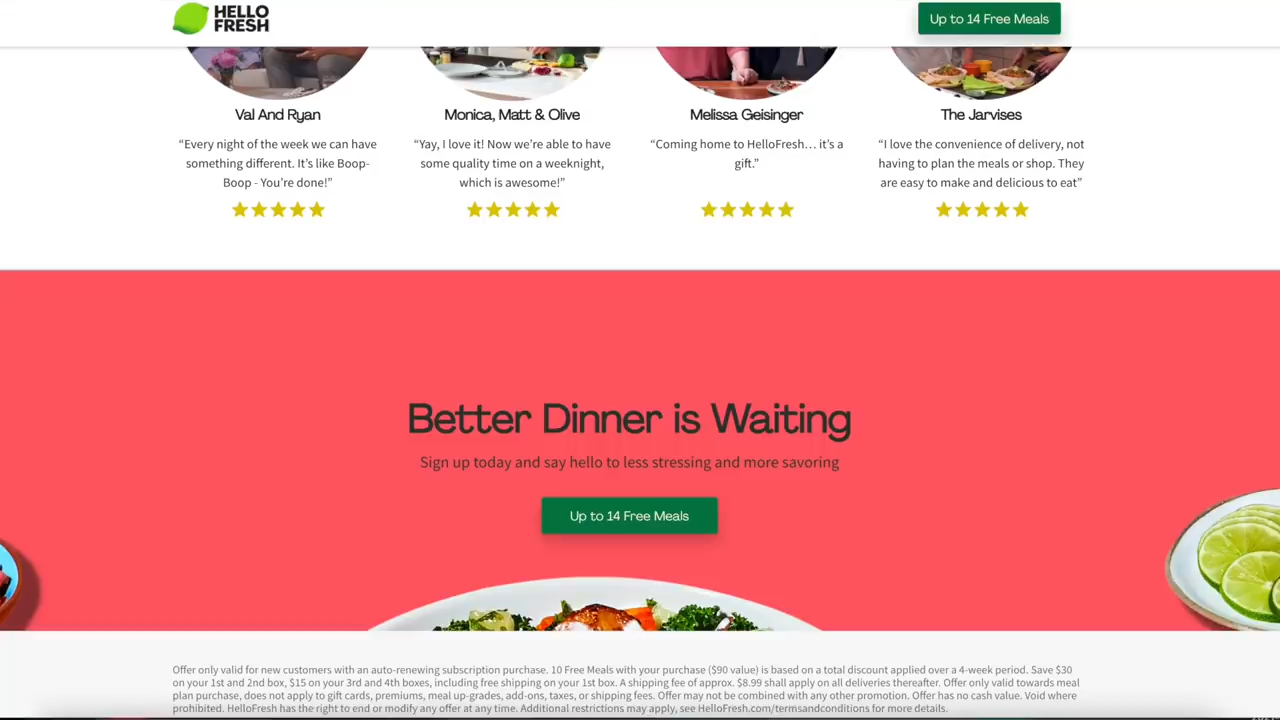 HELLO
FRESH
Up to 14 Free Meals
Val And Ryan
“Every night of the week we can have
something different. It’s like Boop-
Boop - You’re done!”
Monica, Matt & Olive
“Yay, I love it! Now we’re able to have
some quality time on a weeknight,
which is awesome!”
Melissa Geisinger
“Coming home to HelloFresh… it’s a
gift.”
The Jarvises
“I love the convenience of delivery, not
having to plan the meals or shop. They
are easy to make and delicious to eat”
Better Dinner is Waiting
Sign up today and say hello to less stressing and more savoring
Up to 14 Free Meals
Offer only valid for new customers with an auto-renewing subscription purchase. 10 Free Meals with your purchase ($90 value) is based on a total discount applied over a 4-week period. Save $30
on your 1st and 2nd box, $15 on your 3rd and 4th boxes, including free shipping on your 1st box. A shipping fee of approx. $8.99 shall apply on all deliveries thereafter. Offer only valid towards meal
plan purchase, does not apply to gift cards, premiums, meal up-grades, add-ons, taxes, or shipping fees. Offer may not be combined with any other promotion. Offer has no cash value. Void where
prohibited. HelloFresh has the right to end or modify any offer at any time. Additional restrictions may apply, see HelloFresh.com/termsandconditions for more details.